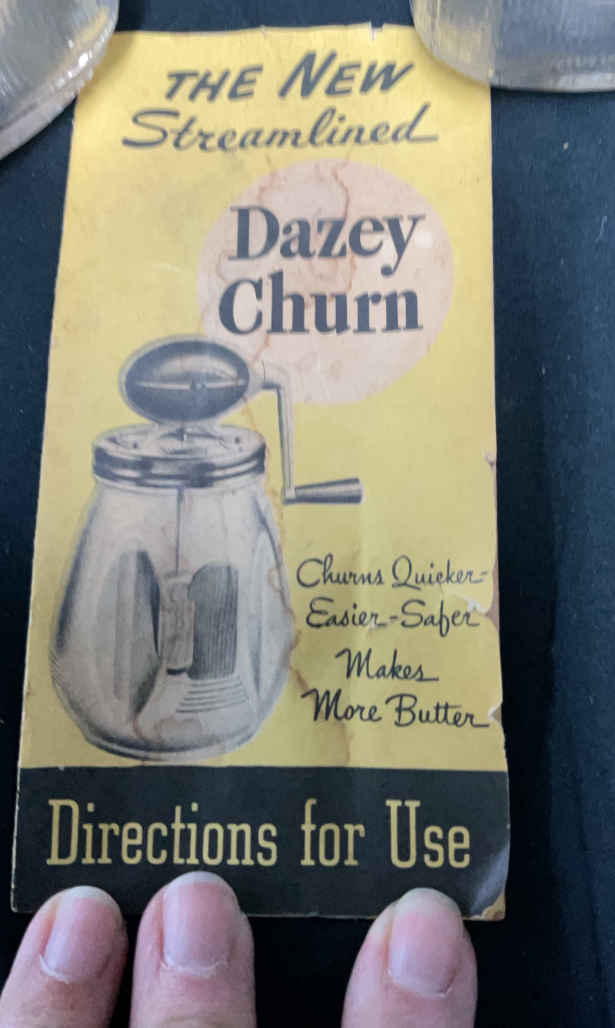 THE NEW
Streamlined
Dazey
Churn
Churns Quicker-
Easier-Safer
Makes
More Butter
Directions for Use